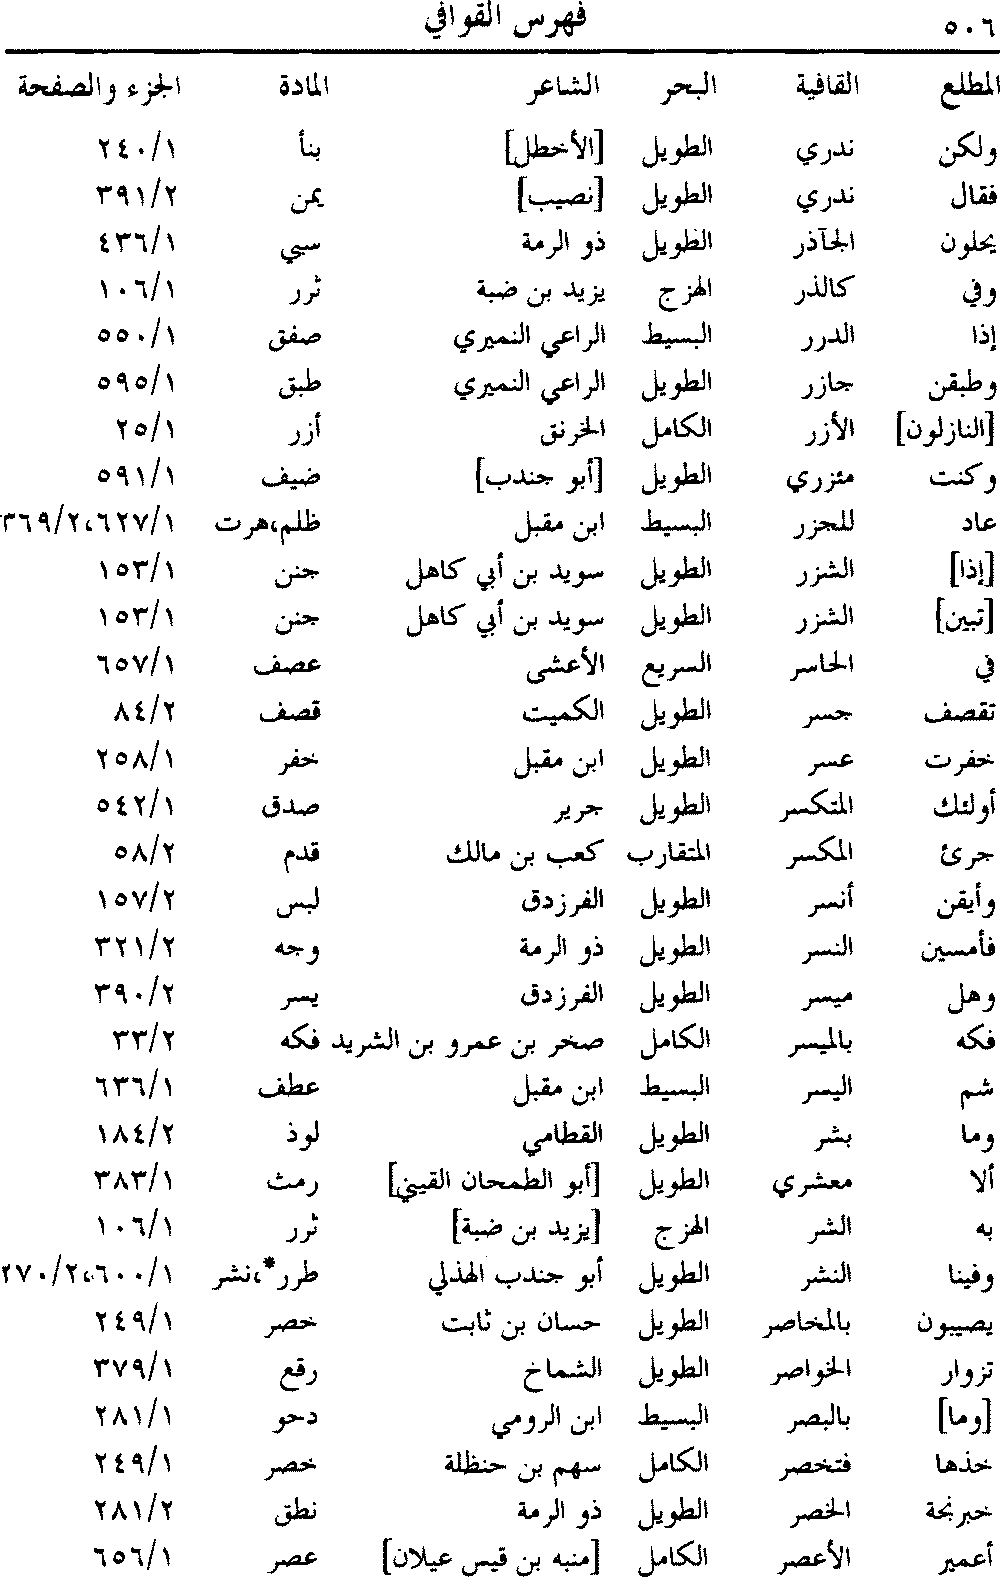 ٥٠٦ فهرس القوافي
المطلع القافية البحر الشاعر المادة الجزء والصفحة
ولكن ندري الطويل [الأخطل] بنأ ٢٤٠/١
فقال ندري الطويل [نصيب] يمن ٣٩١/٢
يحلون الجآذر الطويل ذو الرمة سبي ٤٣٦/١
وفي كالذر الهزج يزيد بن ضبة ثرر ١٠٦/١
إذا الدرر البسيط الراعي النميري صفق ٥٥٠/١
وطبقن جازر الطويل الراعي النميري طبق ٥٩٥/١
[النازلون] الأزر الكامل الخرنق أزر ٢٥/١
وكنت مئزري الطويل [أبو جندب] ضيف ٥٩١/١
عاد للجزر البسيط ابن مقبل ظلم،هرت ٦٢٧/١،٣٦٩/٢
[إذا] الشزر الطويل سويد بن أبي كاهل جنن ١٥٣/١
[تبين] الشزر الطويل سويد بن أبي كاهل جنن ١٥٣/١
في الحاسر السريع الأعشى عصف ٦٥٧/١
تقصف جسر الطويل الكميت قصف ٨٤/٢
خفرت عسر الطويل ابن مقبل خفر ٢٥٨/١
أولئك المتكسر الطويل جرير صدق ٥٤٢/١
جرئ المكسر المتقارب كعب بن مالك قدم ٥٨/٢
وأيقن أنسر الطويل الفرزدق لبس ١٥٧/٢
فأمسين النسر الطويل ذو الرمة وجه ٣٢١/٢
وهل ميسر الطويل الفرزدق يسر ٣٩٠/٢
فكه بالميسر الكامل صخر بن عمرو بن الشريد فكه ٣٣/٢
شم اليسر البسيط ابن مقبل عطف ٦٣٦/١
وما بشر الطويل القطامي لوذ ١٨٤/٢
ألا معشري الطويل [أبو الطمحان القيني] رمث ٣٨٣/١
به الشر الهزج [يزيد بن ضبة] ثرر ١٠٦/١
وفينا النشر الطويل أبو جندب الهذلي طرر*،نشر ٦٠٠/١،٢٧٠/٢
يصيبون بالمخاصر الطويل حسان بن ثابت خصر ٢٤٩/١
تزوار الخواصر الطويل الشماخ رقع ٣٧٩/١
[وما] بالبصر البسيط ابن الرومي دحو ٢٨١/١
خذها فتخصر الكامل سهم بن حنظلة خصر ٢٤٩/١
خبرنجة الخصر الطويل ذو الرمة نطق ٢٨١/٢
أعمير الأعصر الكامل [منبه بن قيس عيلان] عصر ٦٥٦/١